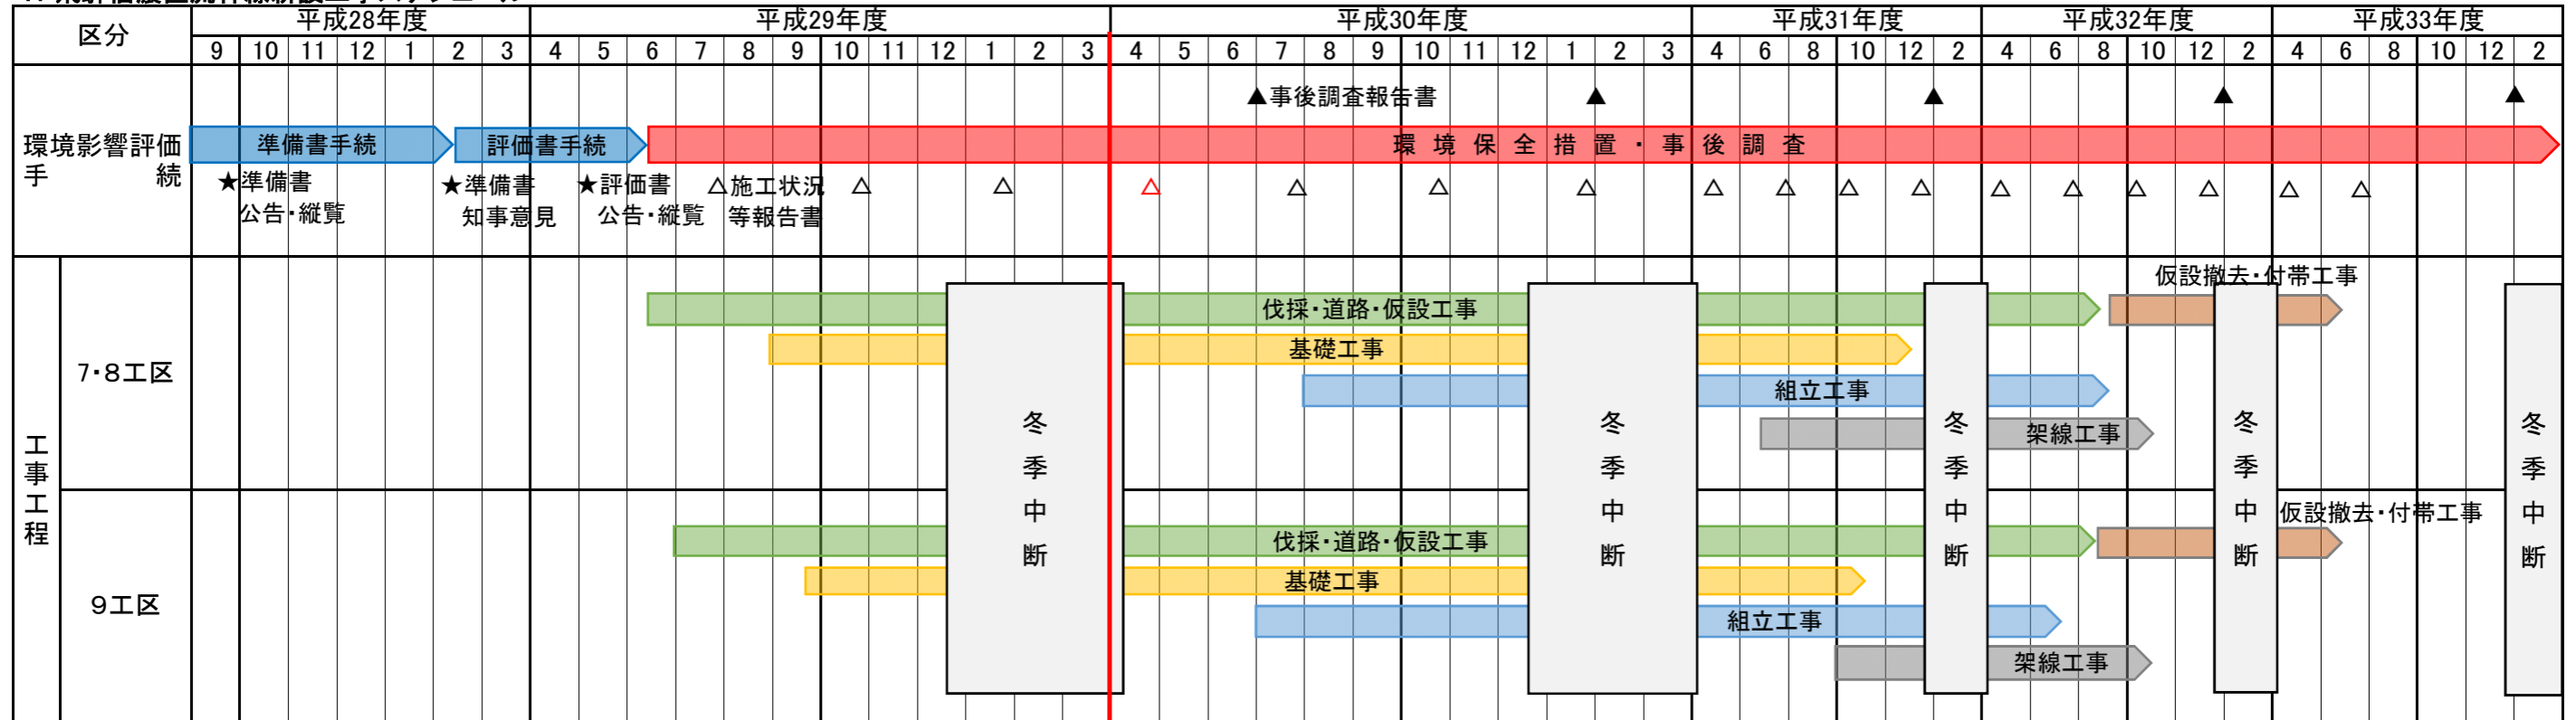 区分
平成28年度 平成29年度 平成30年度 平成31年度 平成32年度 平成33年度
9 10 11 12 1 2 3 4 5 6 7 8 9 10 11 12 1 2 3 4 5 6 7 8 9 10 11 12 1 2 3 4 6 8 10 12 2 4 6 8 10 12 2 4 6 8 10 12 2
環境影響評価
手続
▲事後調査報告書 ▲ ▲ ▲ ▲
準備書手続 評価書手続 環境保全措置・事後調査
★準備書
公告・縦覧
★準備書
知事意見
★評価書
公告・縦覧
△施工状況
等報告書
△ △ △ △ △ △ △ △ △ △ △ △ △ △ △ △
工事工程
7・8工区
伐採・道路・仮設工事
仮設撤去・付帯工事
基礎工事
組立工事
架線工事
9工区
伐採・道路・仮設工事
仮設撤去・付帯工事
基礎工事
組立工事
架線工事
冬季中断
冬季中断
冬季中断
冬季中断
冬季中断